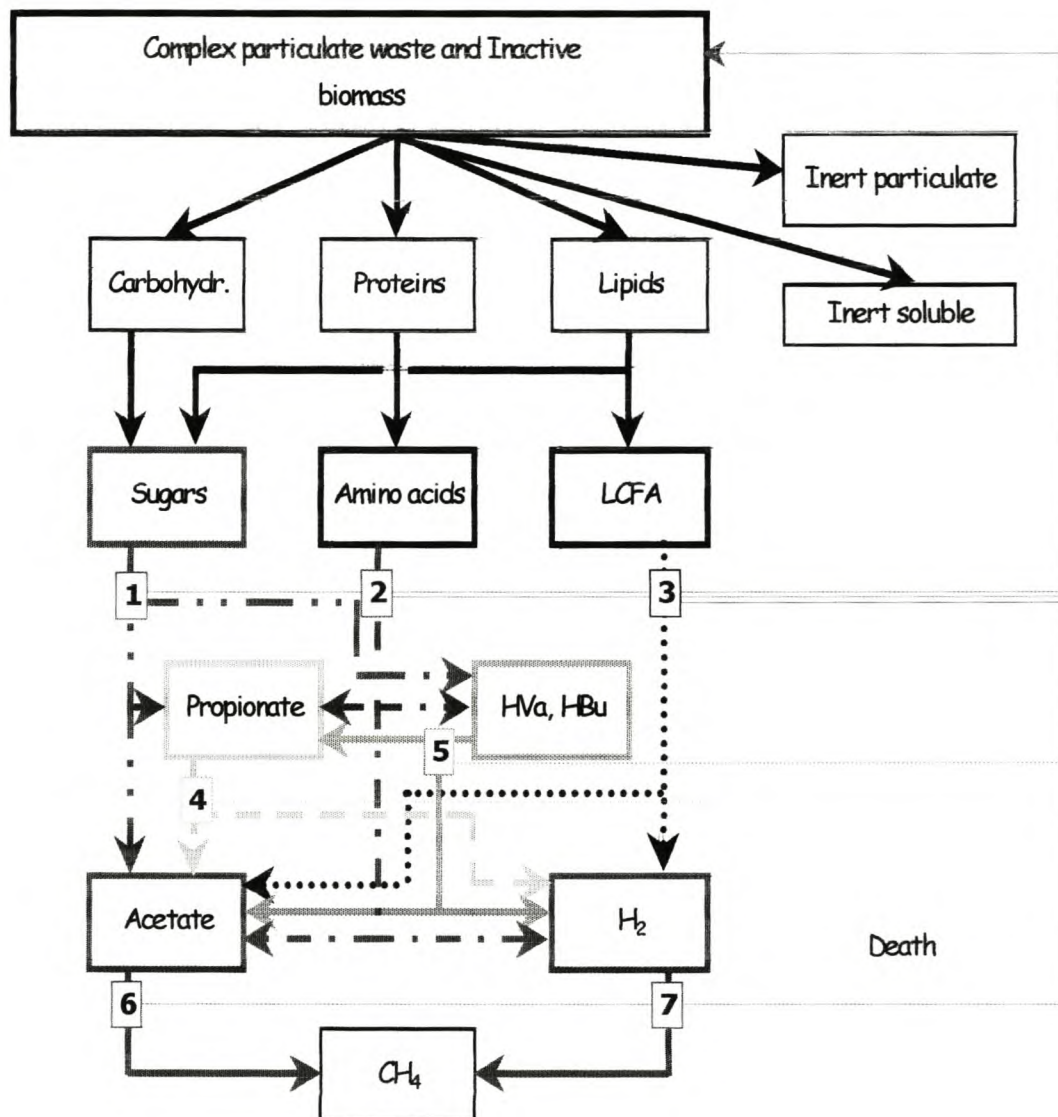 Complex particulate waste and Inactive
biomass
Inert particulate
Carbohydr.
Proteins
Lipids
Inert soluble
Sugars
Amino acids
LCFA
1
2
3
Propionate
HVa, HBu
5
4
Acetate
H₂
Death
6
7
CH₄